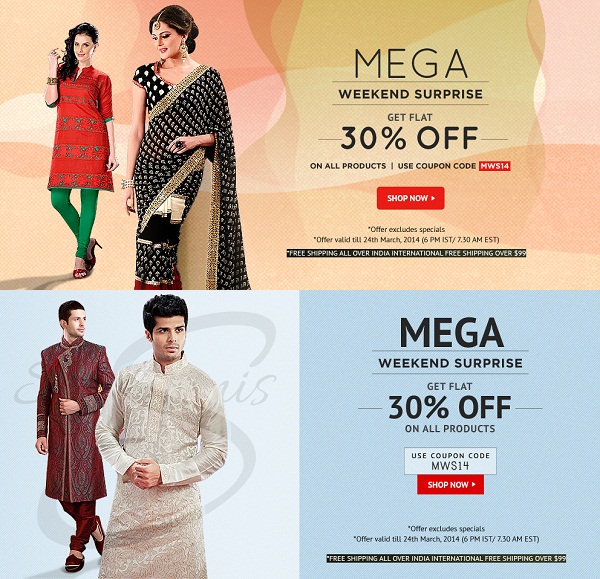 MEGA
WEEKEND SURPRISE
GET FLAT
30% OFF
ON ALL PRODUCTS | USE COUPON CODE MWS14
SHOP NOW
*Offer excludes specials
*Offer valid till 24th March, 2014 (6 PM IST/ 7.30 AM EST)
*FREE SHIPPING ALL OVER INDIA INTERNATIONAL FREE SHIPPING OVER $99
MEGA
WEEKEND SURPRISE
GET FLAT
30% OFF
ON ALL PRODUCTS
USE COUPON CODE
MWS14
SHOP NOW
*Offer excludes specials
*Offer valid till 24th March, 2014 (6 PM IST/ 7.30 AM EST)
*FREE SHIPPING ALL OVER INDIA INTERNATIONAL FREE SHIPPING OVER $99